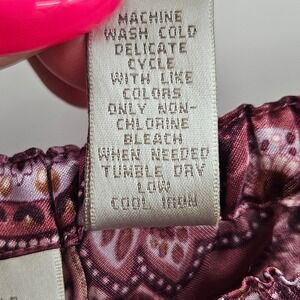 MACHINE
WASH COLD
DELICATE
CYCLE
WITH LIKE
COLORS
ONLY NON-
CHLORINE
BLEACH
WHEN NEEDED
TUMBLE DRY
LOW
COOL IRON